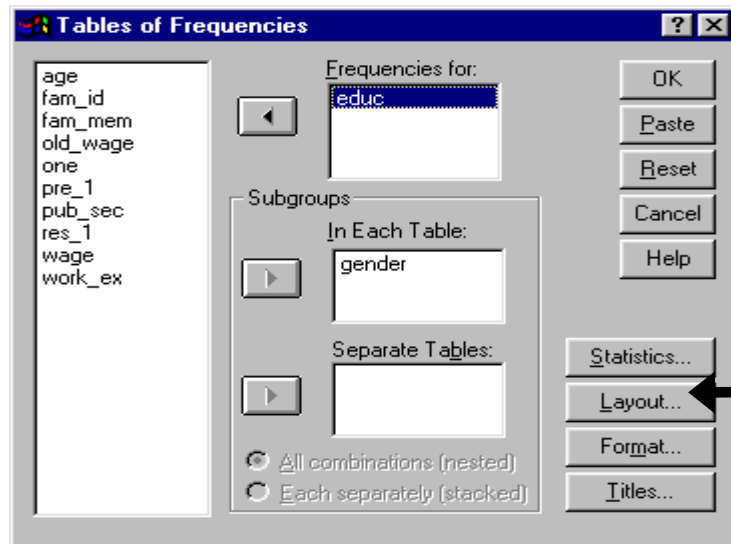 Tables of Frequencies
age
fam_id
fam_mem
old_wage
one
pre_1
pub_sec
res_1
wage
work_ex
Frequencies for:
educ
Subgroups
In Each Table:
gender
Separate Tables:
All combinations (nested)
Each separately (stacked)
OK
Paste
Reset
Cancel
Help
Statistics...
Layout...
Format...
Titles...